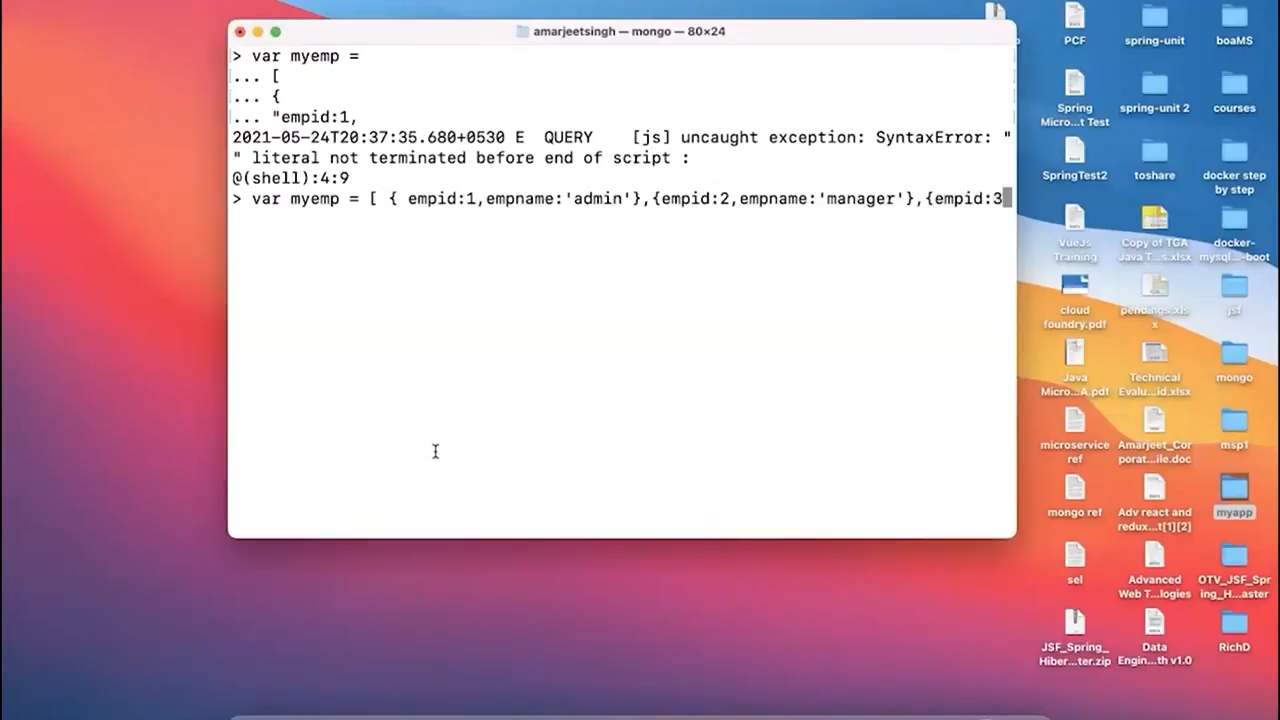 amarjeetsingh — mongo — 80×24
> var myemp =
... [
... {
... "empid:1,
2021-05-24T20:37:35.680+0530 E  QUERY    [js] uncaught exception: SyntaxError: "
" literal not terminated before end of script :
@(shell):4:9
> var myemp = [ { empid:1,empname:'admin'},{empid:2,empname:'manager'},{empid:3
PCF
spring-unit
boaMS
Spring
Micro...t Test
spring-unit 2
courses
SpringTest2
toshare
docker step
by step
VueJs
Training
Copy of TGA
Java T...s.xlsx
docker-
mysql...-boot
cloud
foundry.pdf
pendings.xls
x
jsf
Java
Micro...A.pdf
Technical
Evalu...id.xlsx
mongo
microservice
ref
Amarjeet_Cor
porat...ile.doc
msp1
mongo ref
Adv react and
redux...t[1][2]
myapp
sel
Advanced
Web T...logies
OTV_JSF_Spr
ing_H...aster
JSF_Spring_
Hiber...ter.zip
Data
Engin...th v1.0
RichD